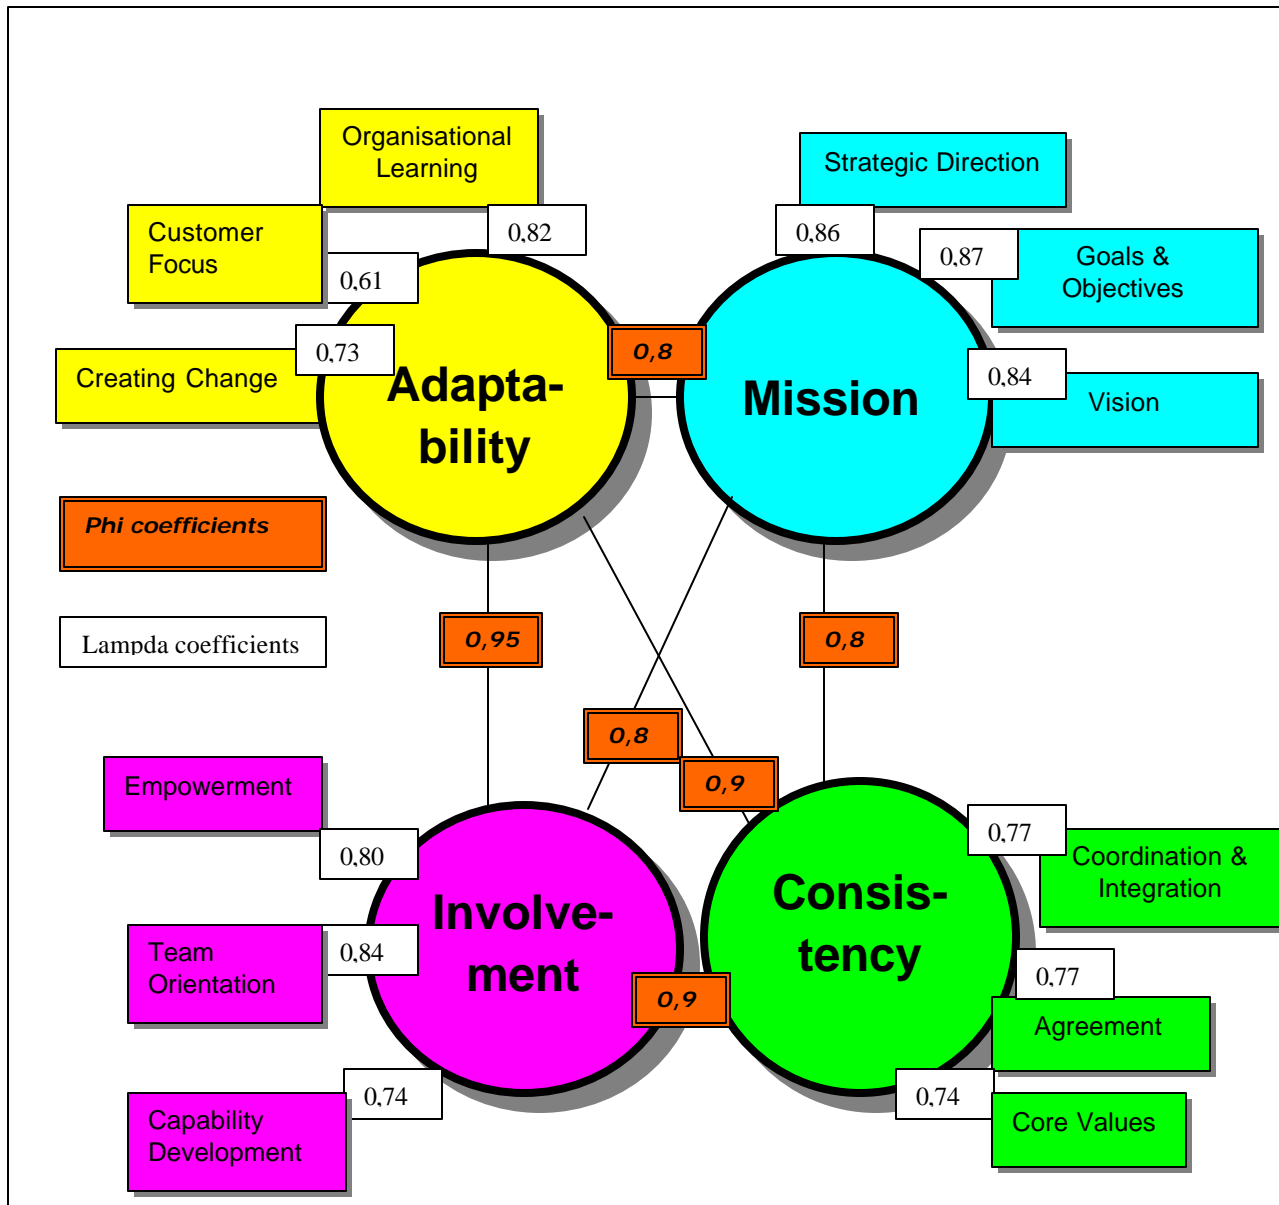 Organisational
Learning
Strategic Direction
Customer
Focus
0,82
0,86
0,87
Goals &
Objectives
0,61
0,73
0,8
Creating Change
Adapta-
bility
Mission
0,84
Vision
Phi coefficients
Lampda coefficients
0,95
0,8
0,8
0,9
Empowerment
0,80
0,77
Coordination &
Integration
Involve-
ment
Consis-
tency
Team
Orientation
0,84
0,9
0,77
Agreement
0,74
0,74
Capability
Development
Core Values